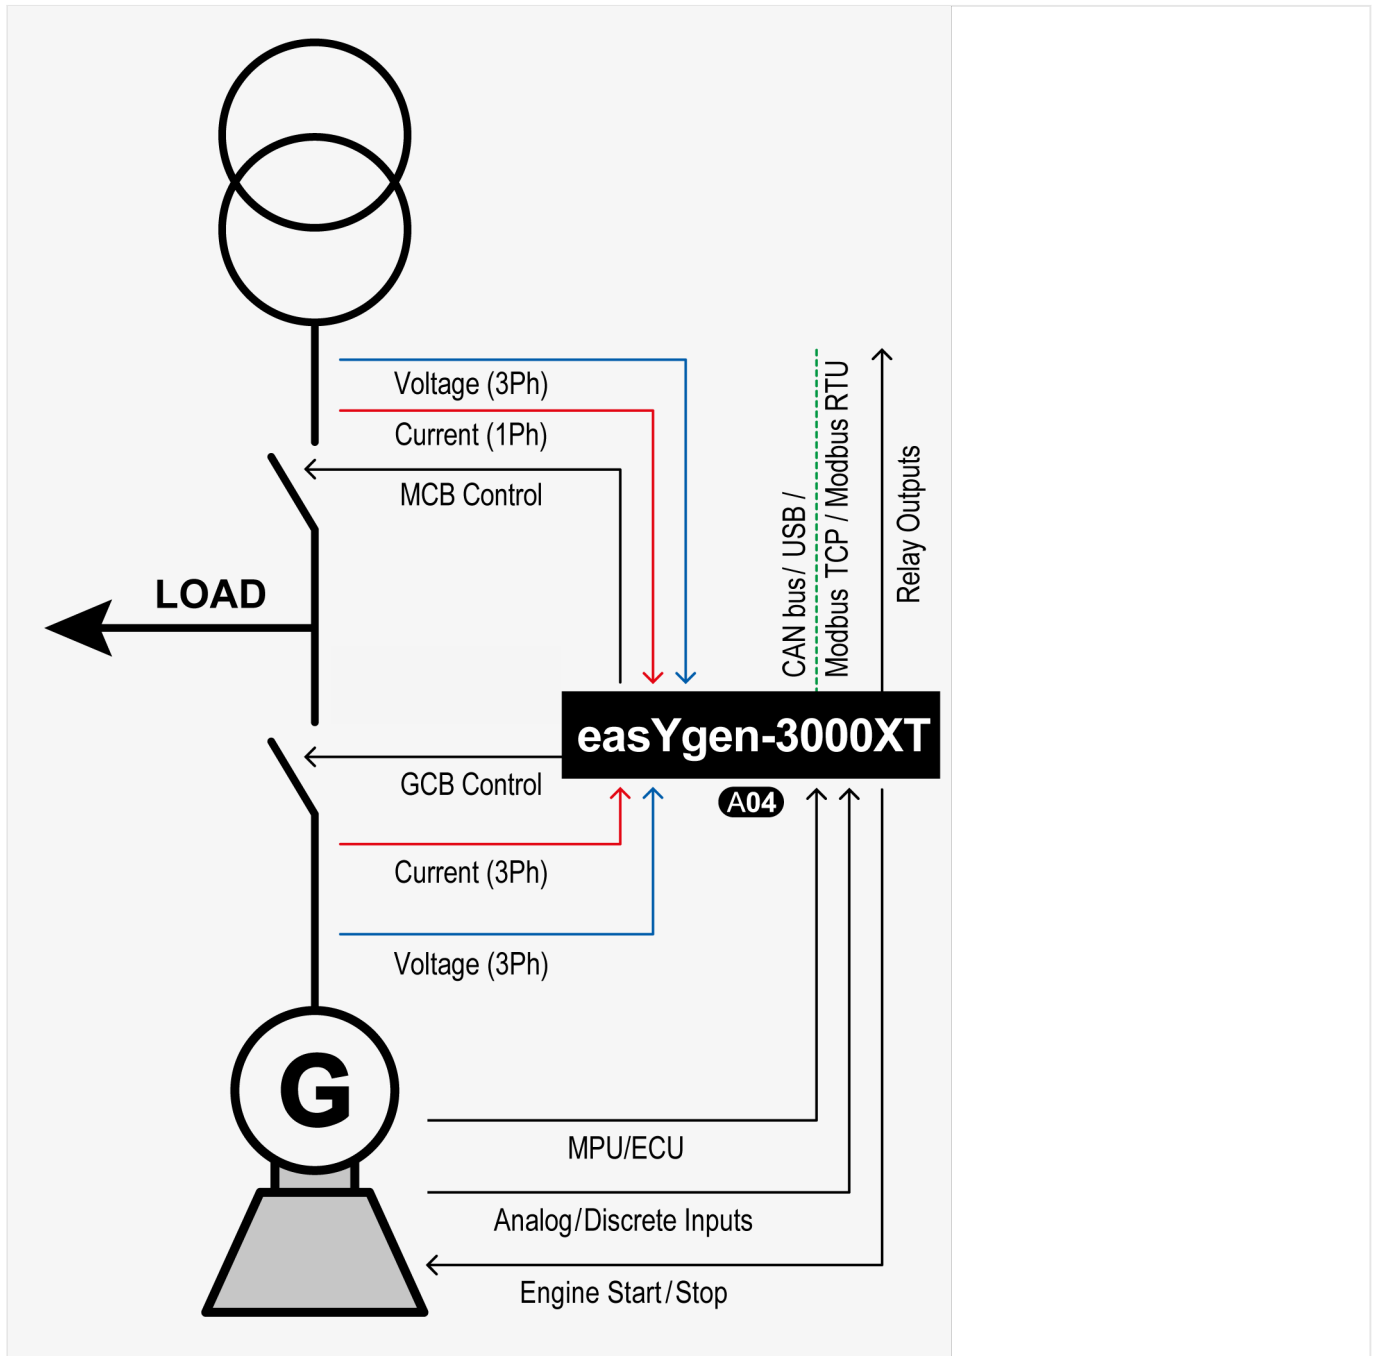 Voltage (3Ph)
Current (1Ph)
MCB Control
CAN bus/ USB /
Modbus TCP / Modbus RTU
Relay Outputs
LOAD
easYgen-3000XT
GCB Control
A04
Current (3Ph)
Voltage (3Ph)
G
MPU/ECU
Analog/Discrete Inputs
Engine Start/Stop